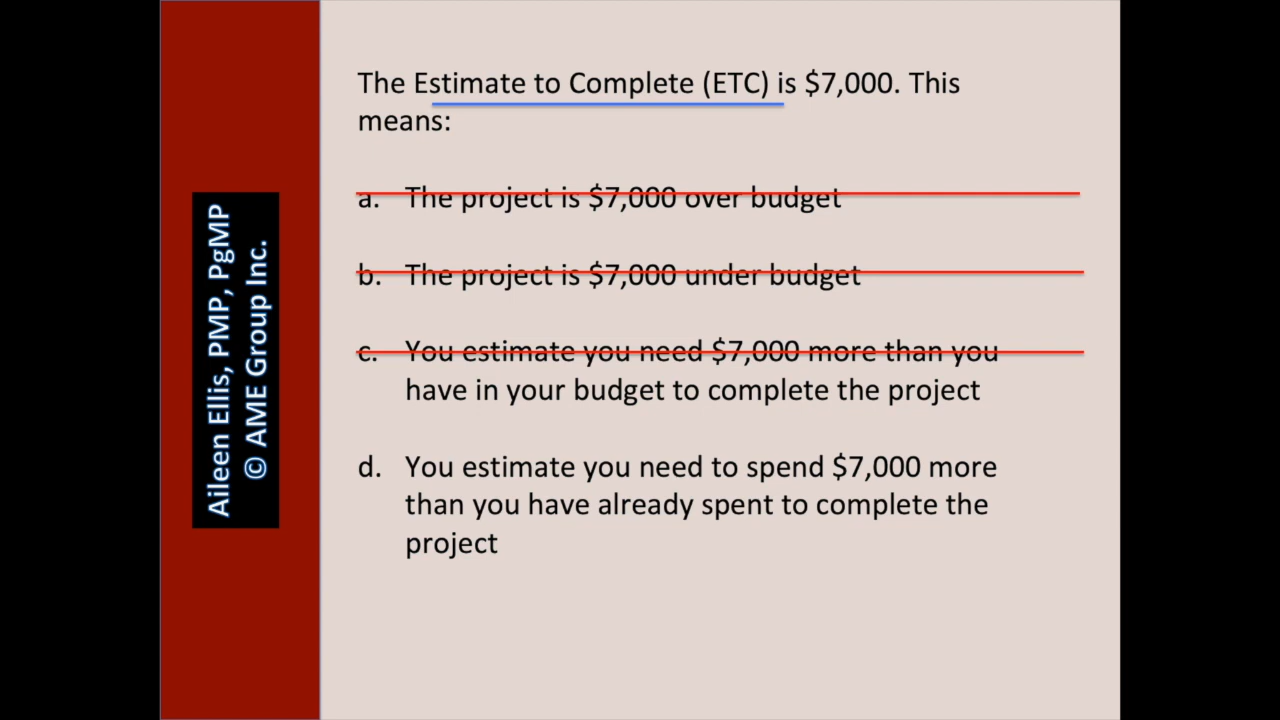 The Estimate to Complete (ETC) is $7,000. This
means:
a. The project is $7,000 over budget
b. The project is $7,000 under budget
c. You estimate you need $7,000 more than you
have in your budget to complete the project
d. You estimate you need to spend $7,000 more
than you have already spent to complete the
project
Aileen Ellis, PMP, PgMP
© AME Group Inc.